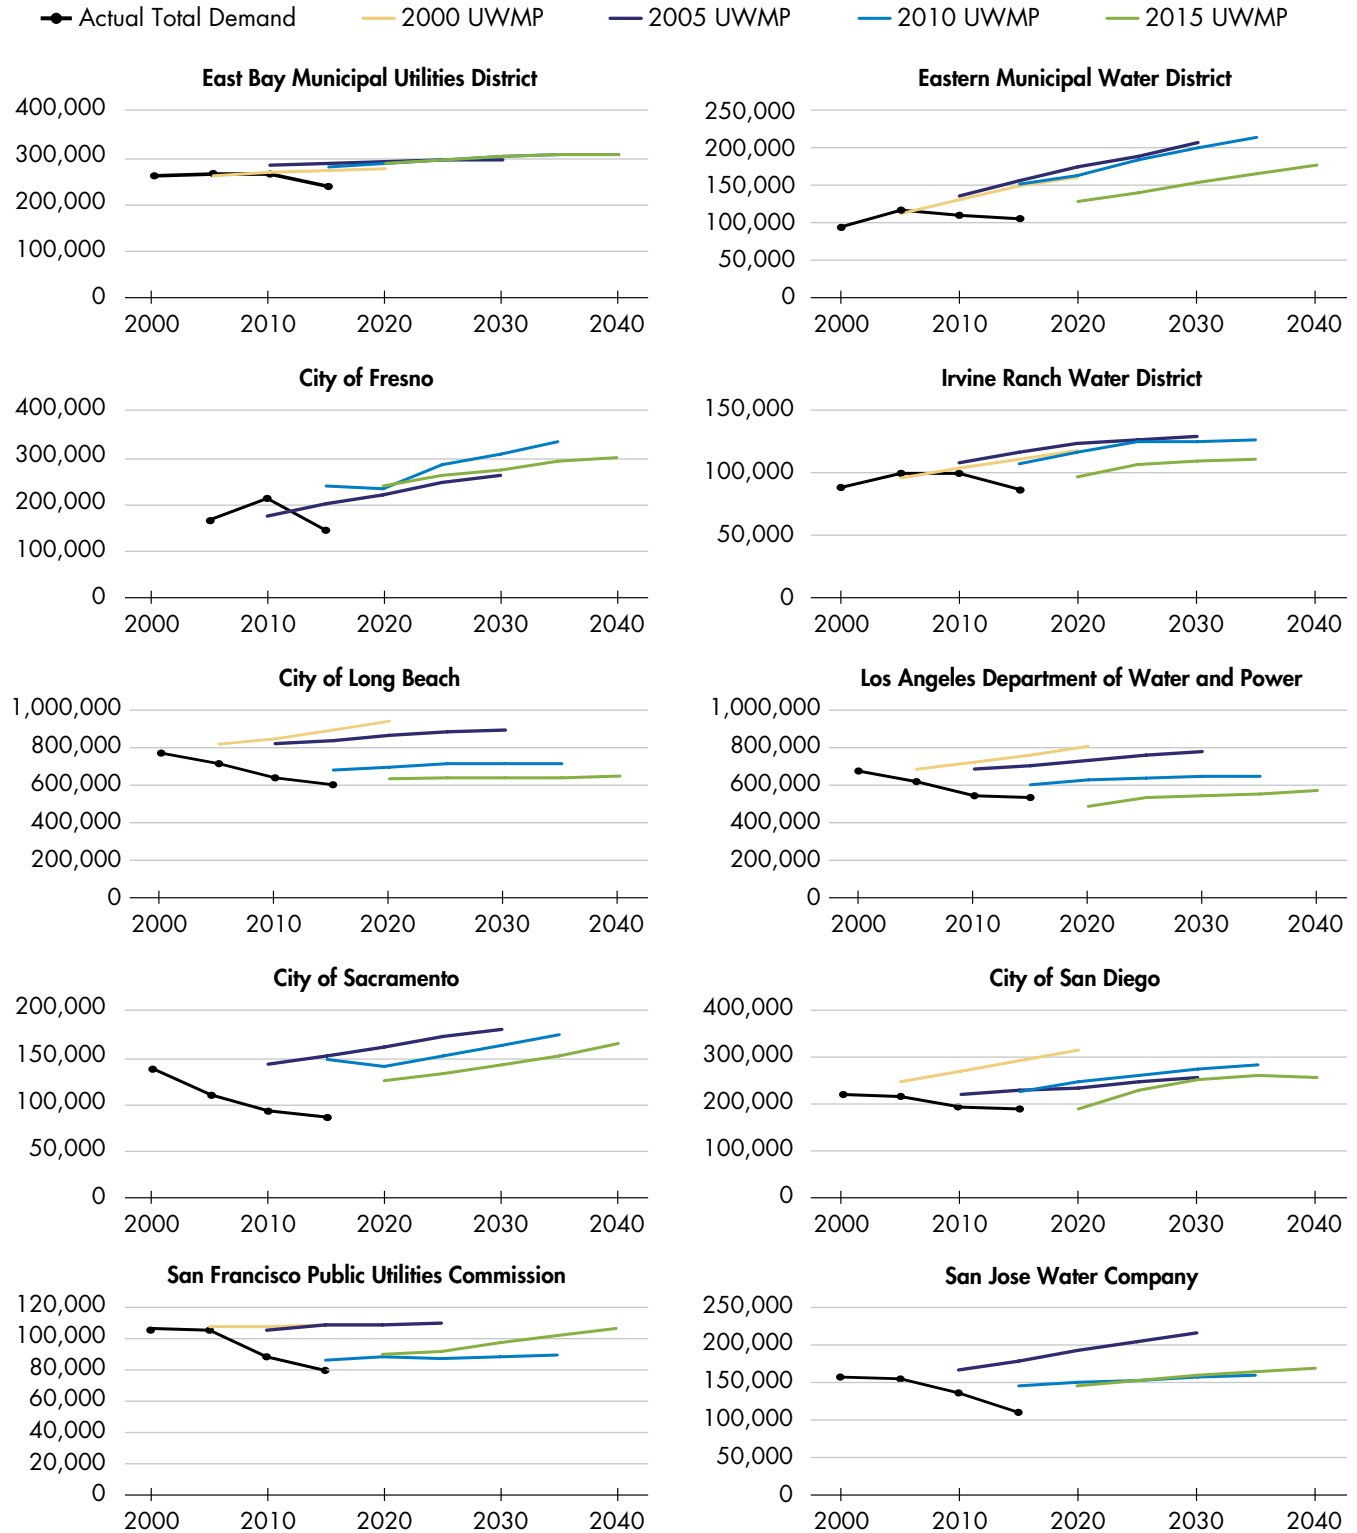 Actual Total Demand 2000 UWMP 2005 UWMP 2010 UWMP 2015 UWMP
East Bay Municipal Utilities District
400,000
300,000
200,000
100,000
0
2000 2010 2020 2030 2040
Eastern Municipal Water District
250,000
200,000
150,000
100,000
50,000
0
2000 2010 2020 2030 2040
City of Fresno
400,000
300,000
200,000
100,000
0
2000 2010 2020 2030 2040
Irvine Ranch Water District
150,000
100,000
50,000
0
2000 2010 2020 2030 2040
City of Long Beach
1,000,000
800,000
600,000
400,000
200,000
0
2000 2010 2020 2030 2040
Los Angeles Department of Water and Power
1,000,000
800,000
600,000
400,000
200,000
0
2000 2010 2020 2030 2040
City of Sacramento
200,000
150,000
100,000
50,000
0
2000 2010 2020 2030 2040
City of San Diego
400,000
300,000
200,000
100,000
0
2000 2010 2020 2030 2040
San Francisco Public Utilities Commission
120,000
100,000
80,000
60,000
40,000
20,000
0
2000 2010 2020 2030 2040
San Jose Water Company
250,000
200,000
150,000
100,000
50,000
0
2000 2010 2020 2030 2040